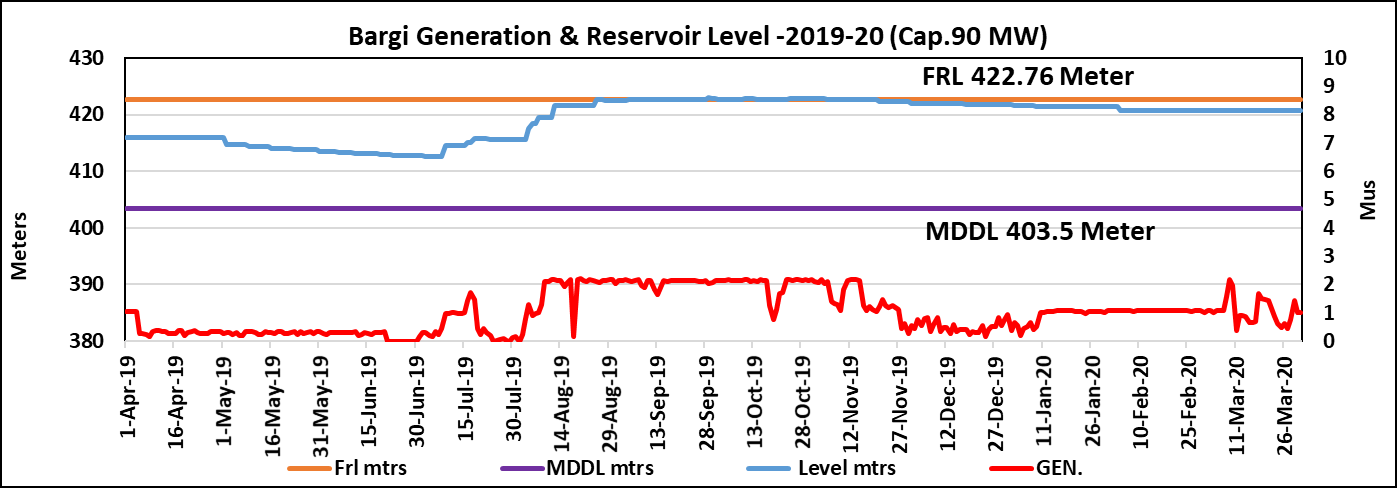 Bargi Generation & Reservoir Level -2019-20 (Cap.90 MW)
FRL 422.76 Meter
MDDL 403.5 Meter
Meters
430
420
410
400
390
380
Mus
10
9
8
7
6
5
4
3
2
1
0
1-Apr-19
16-Apr-19
1-May-19
16-May-19
31-May-19
15-Jun-19
30-Jun-19
15-Jul-19
30-Jul-19
14-Aug-19
29-Aug-19
13-Sep-19
28-Sep-19
13-Oct-19
28-Oct-19
12-Nov-19
27-Nov-19
12-Dec-19
27-Dec-19
11-Jan-20
26-Jan-20
10-Feb-20
25-Feb-20
11-Mar-20
26-Mar-20
Frl mtrs
MDDL mtrs
Level mtrs
GEN.